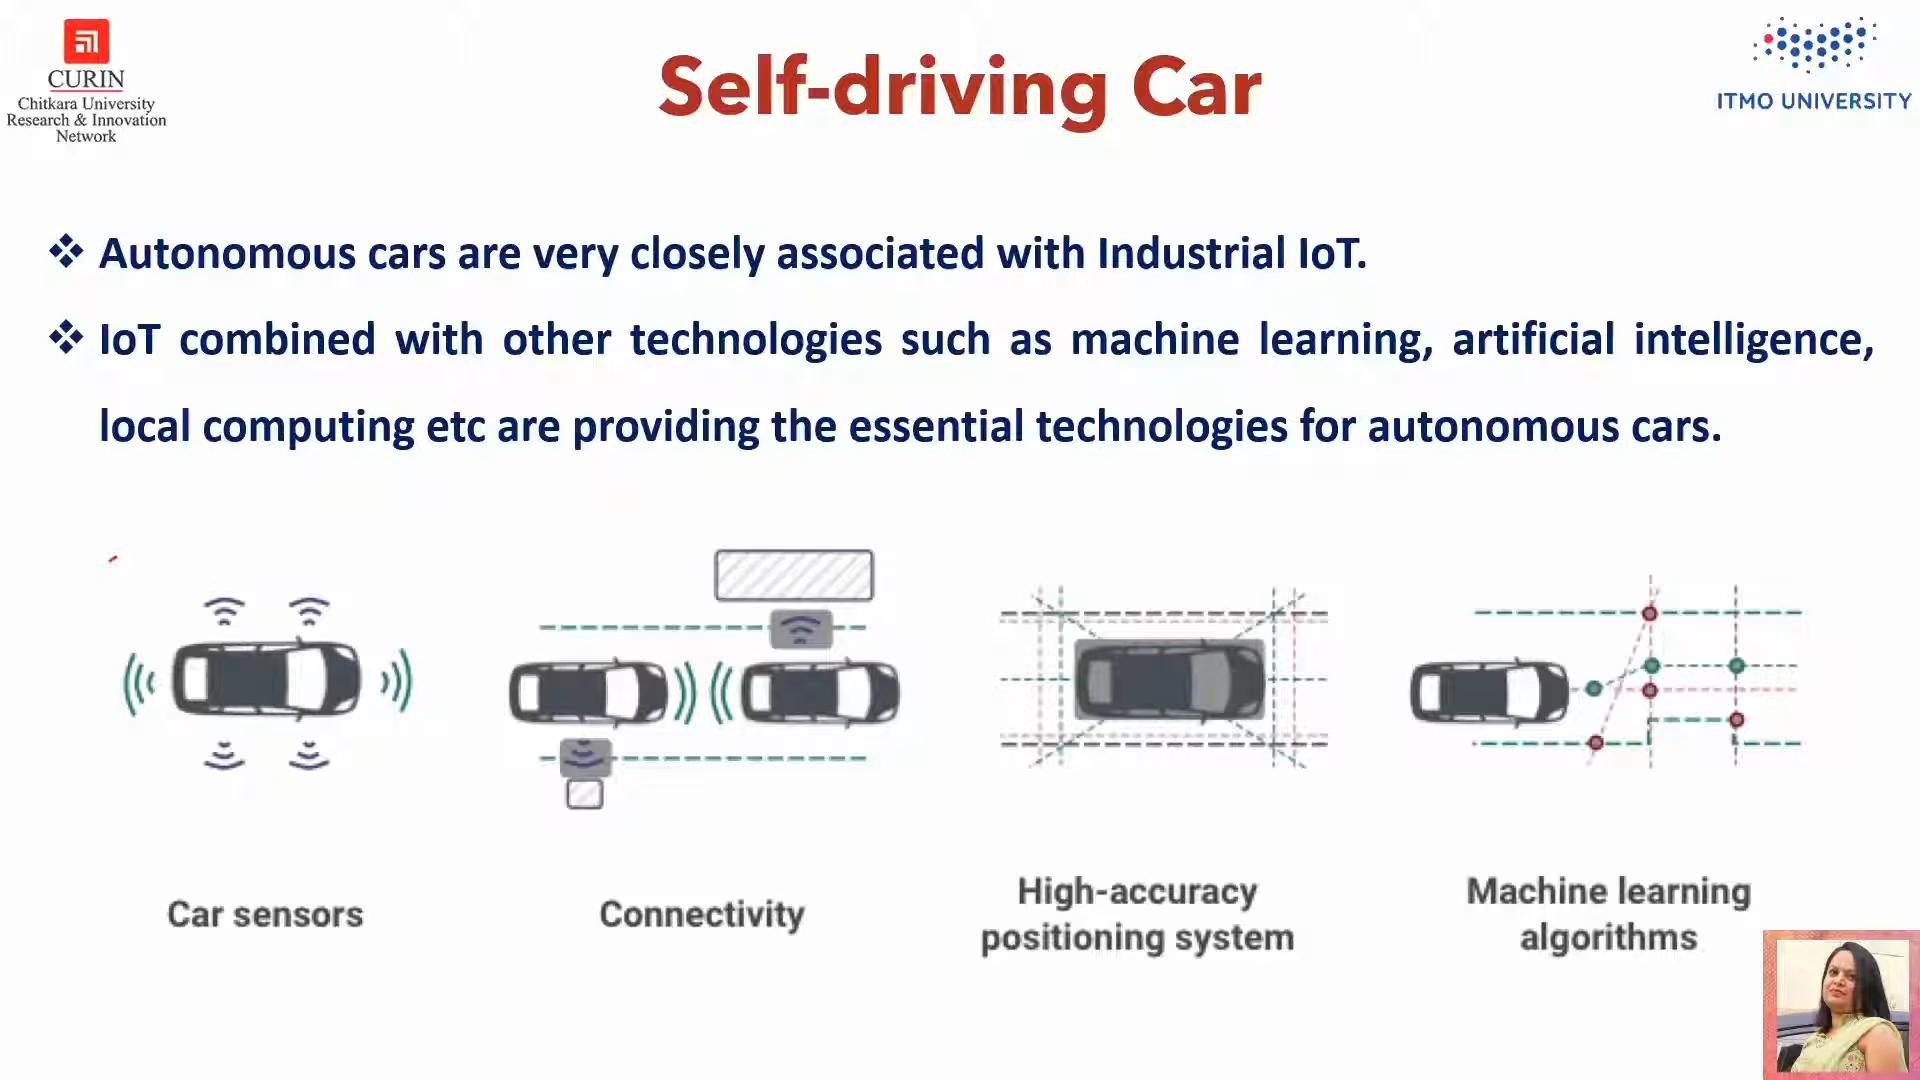 CURIN
Chitkara University
Research & Innovation
Network
Self-driving Car
ITMO UNIVERSITY
❖ Autonomous cars are very closely associated with Industrial IoT.
❖ IoT combined with other technologies such as machine learning, artificial intelligence,
local computing etc are providing the essential technologies for autonomous cars.
Car sensors
Connectivity
High-accuracy
positioning system
Machine learning
algorithms